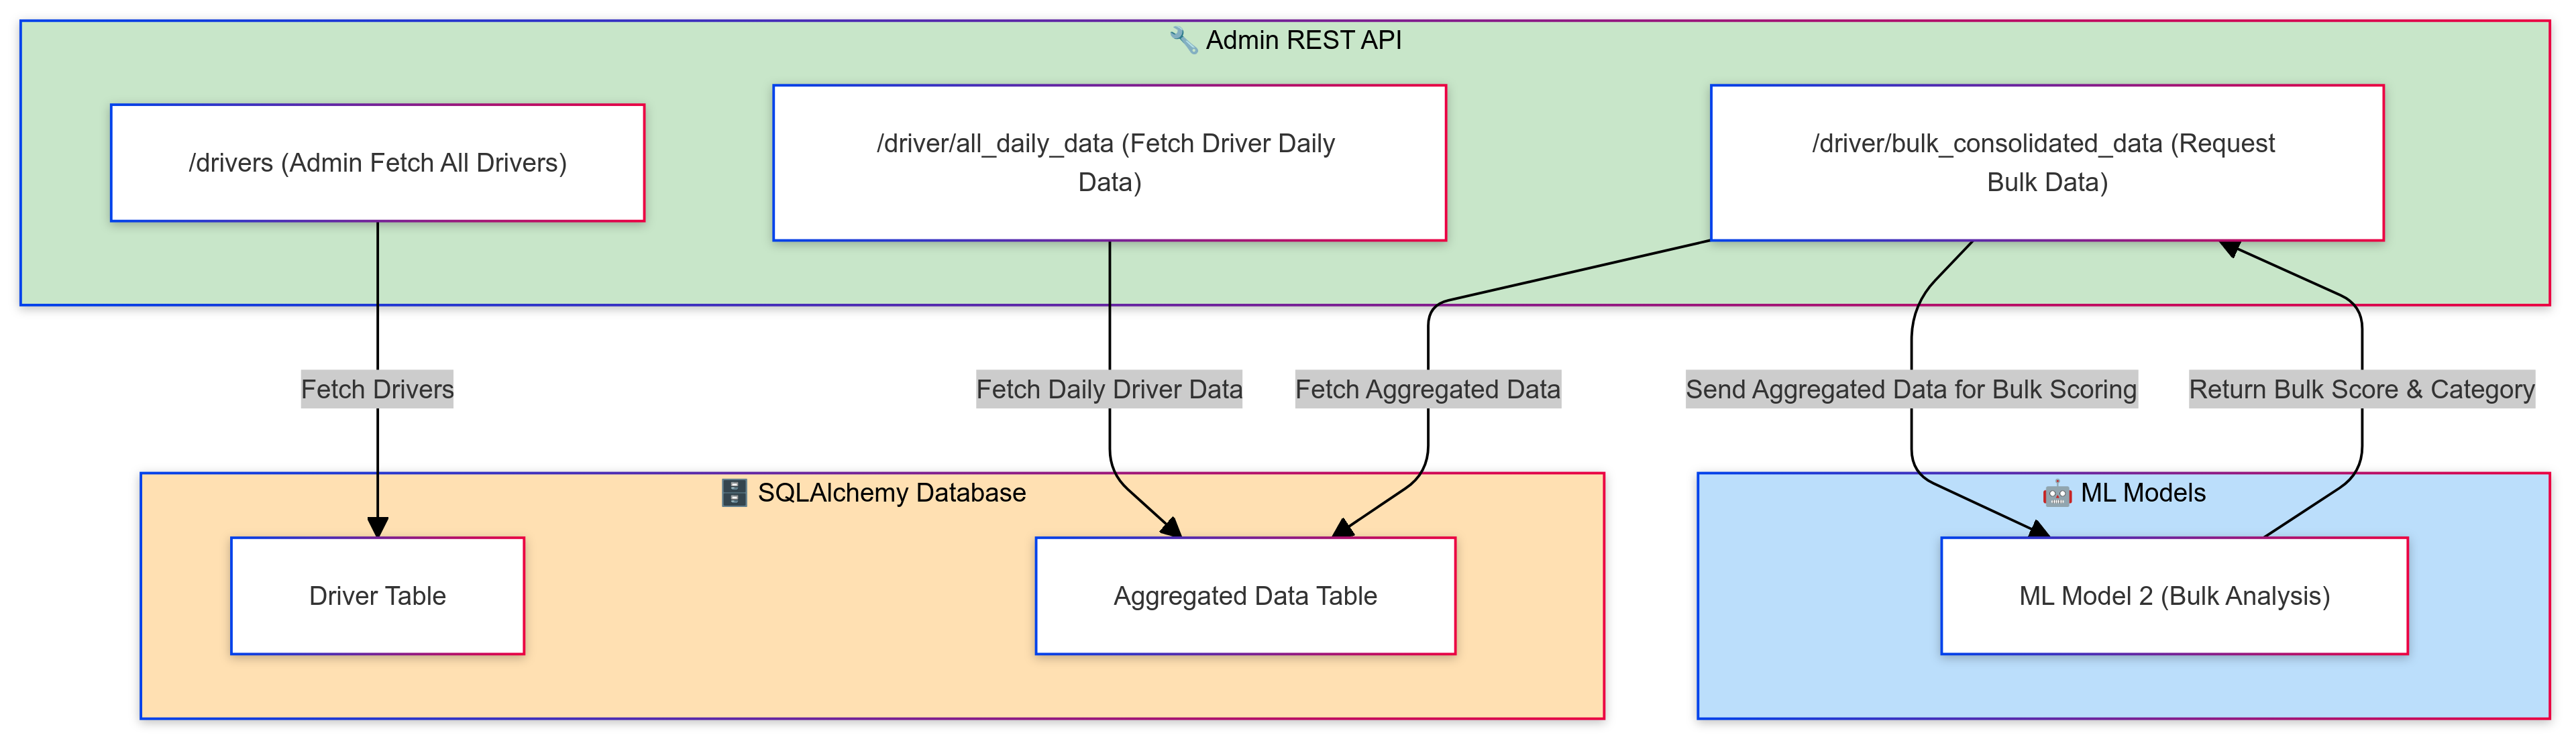 🔧 Admin REST API
/drivers (Admin Fetch All Drivers)
/driver/all_daily_data (Fetch Driver Daily
Data)
/driver/bulk_consolidated_data (Request
Bulk Data)
Fetch Drivers
Fetch Daily Driver Data
Fetch Aggregated Data
Send Aggregated Data for Bulk Scoring
Return Bulk Score & Category
🗄️ SQLAlchemy Database
Driver Table
Aggregated Data Table
🤖 ML Models
ML Model 2 (Bulk Analysis)